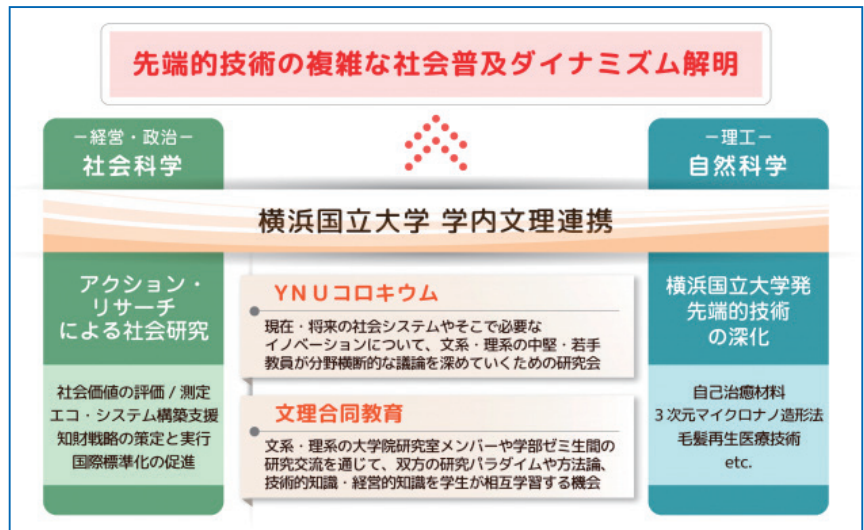 先端的技術の複雑な社会普及ダイナミズム解明
－経営・政治－
社会科学
－理工－
自然科学
横浜国立大学 学内文理連携
アクション・
リサーチ
による社会研究
社会価値の評価 / 測定
エコ・システム構築支援
知財戦略の策定と実行
国際標準化の促進
YNUコロキウム
現在・将来の社会システムやそこで必要な
イノベーションについて、文系・理系の中堅・若手
教員が分野横断的な議論を深めていくための研究会
文理合同教育
文系・理系の大学院研究室メンバーや学部ゼミ生間の
研究交流を通じて、双方の研究パラダイムや方法論、
技術的知識・経営的知識を学生が相互学習する機会
横浜国立大学発
先端的技術
の深化
自己治癒材料
３次元マイクロナノ造形法
毛髪再生医療技術
etc.